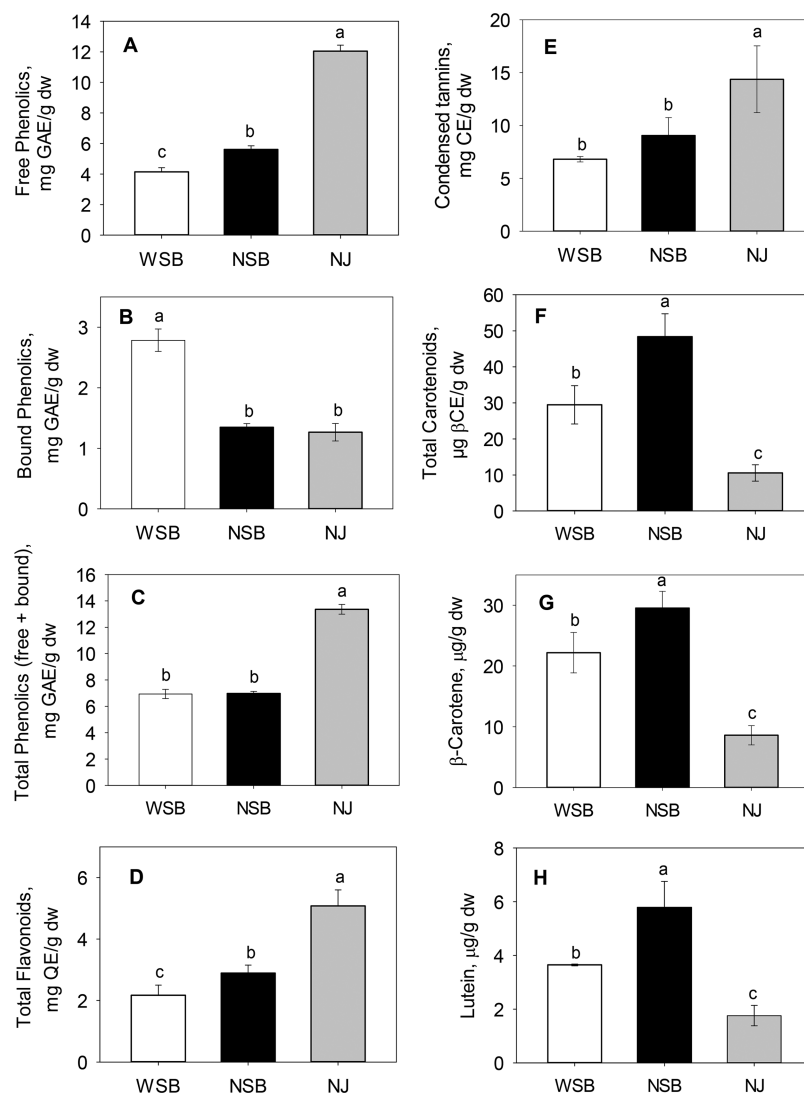 A
Free Phenolics,
mg GAE/g dw
14
12
10
8
6
4
2
0
c
b
a
WSB NSB NJ
E
Condensed tannins,
mg CE/g dw
20
15
10
5
0
b
b
a
WSB NSB NJ
B
Bound Phenolics,
mg GAE/g dw
3
2
1
0
a
b
b
WSB NSB NJ
F
Total Carotenoids,
µg βCE/g dw
60
50
40
30
20
10
0
b
a
c
WSB NSB NJ
C
Total Phenolics (free + bound),
mg GAE/g dw
16
14
12
10
8
6
4
2
0
b
b
a
WSB NSB NJ
G
β-Carotene, µg/g dw
30
20
10
0
b
a
c
WSB NSB NJ
D
Total Flavonoids,
mg QE/g dw
6
4
2
0
c
b
a
WSB NSB NJ
H
Lutein, µg/g dw
8
6
4
2
0
b
a
c
WSB NSB NJ